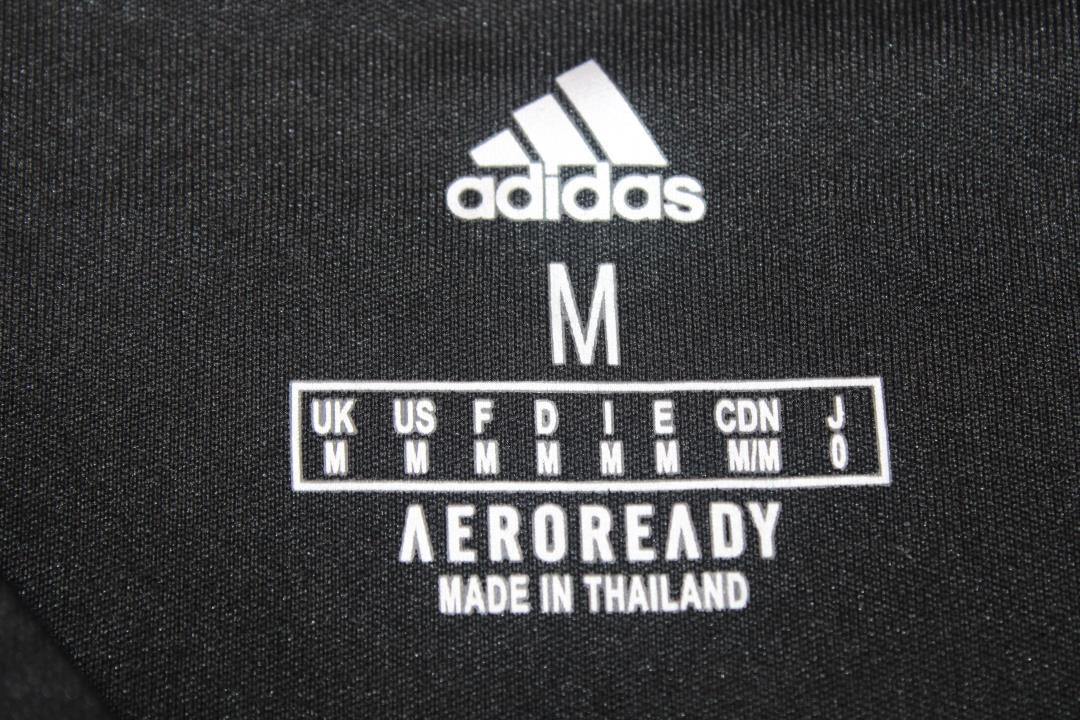 adidas
M
UK US F D I E CDN J
M M M M M M M/M O
AEROREADY
MADE IN THAILAND